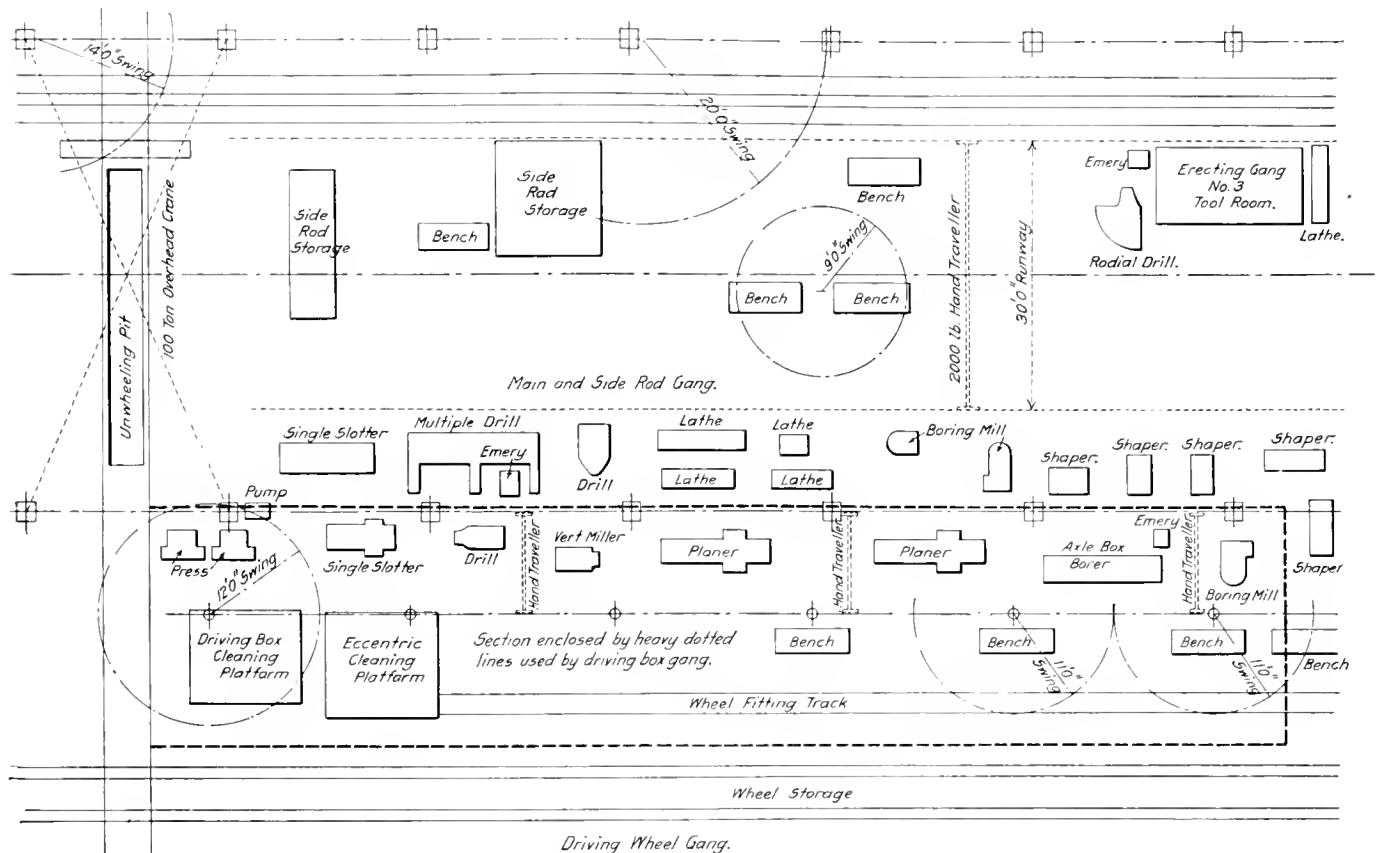 14'0" Swing
20'0" Swing
100 Ton Overhead Crane
Unwheeling Pit
Side
Rod
Storage
Bench
Side
Rod
Storage
Bench
9'0" Swing
Bench
Bench
2000 lb. Hand Traveller
30'0" Runway
Emery
Erecting Gang
No. 3
Tool Room.
Lathe.
Radial Drill.
Main and Side Rod Gang.
Single Slotter
Multiple Drill
Emery
Drill
Lathe
Lathe
Lathe
Lathe
Boring Mill
Shaper.
Shaper.
Shaper.
Shaper.
Pump
Press
12'0" Swing
Single Slotter
Drill
Hand Traveller
Vert Miller
Planer
Hand Traveller
Planer
Emery
Axle Box
Borer
Hand Traveller
Boring Mill
Shaper
Driving Box
Cleaning
Platform
Eccentric
Cleaning
Platform
Section enclosed by heavy dotted
lines used by driving box gang.
Bench
Bench
11'0"
Swing
Bench
11'0"
Swing
Bench
Wheel Fitting Track
Wheel Storage
Driving Wheel Gang.